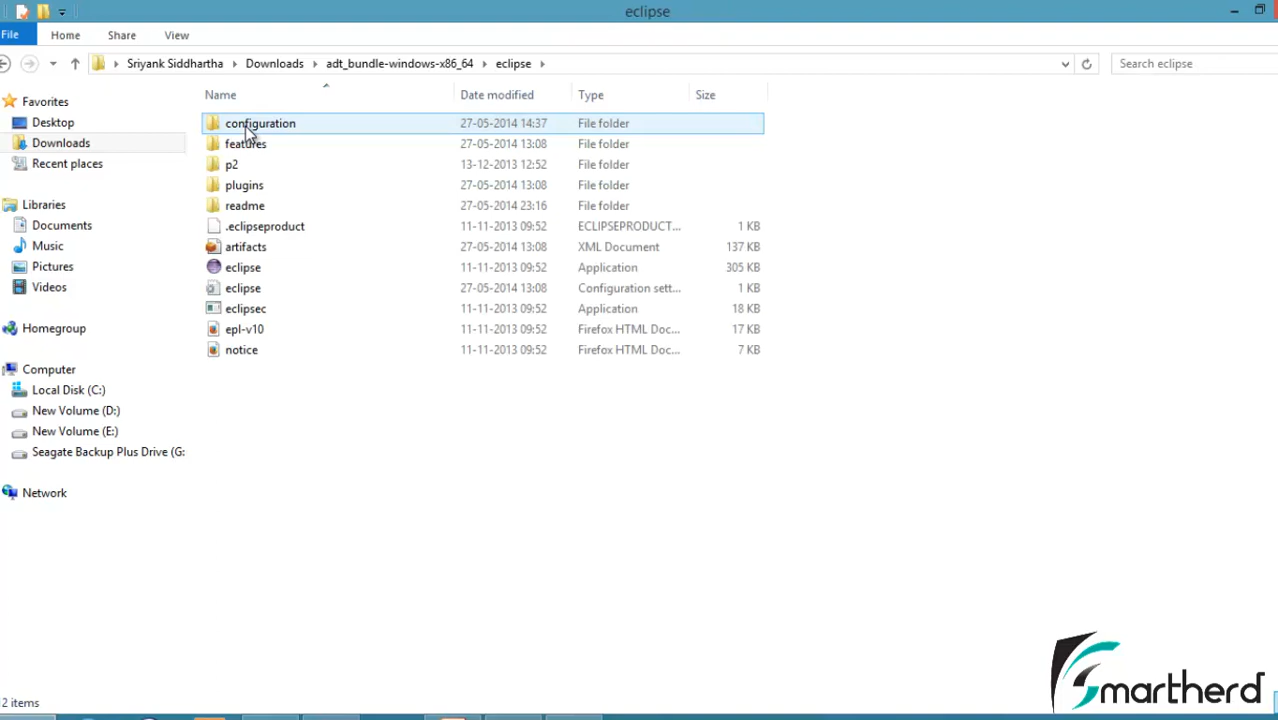 eclipse
File Home Share View
Sriyank Siddhartha Downloads adt_bundle-windows-x86_64 eclipse Search eclipse
Name Date modified Type Size
Favorites
Desktop
Downloads
Recent places
Libraries
Documents
Music
Pictures
Videos
Homegroup
Computer
Local Disk (C:)
New Volume (D:)
New Volume (E:)
Seagate Backup Plus Drive (G:
Network
configuration 27-05-2014 14:37 File folder
features 27-05-2014 13:08 File folder
p2 13-12-2013 12:52 File folder
plugins 27-05-2014 13:08 File folder
readme 27-05-2014 23:16 File folder
.eclipseproduct 11-11-2013 09:52 ECLIPSEPRODUCT... 1 KB
artifacts 27-05-2014 13:08 XML Document 137 KB
eclipse 11-11-2013 09:52 Application 305 KB
eclipse 27-05-2014 13:08 Configuration sett... 1 KB
eclipsec 11-11-2013 09:52 Application 18 KB
epl-v10 11-11-2013 09:52 Firefox HTML Doc... 17 KB
notice 11-11-2013 09:52 Firefox HTML Doc... 7 KB
2 items
Smartherd